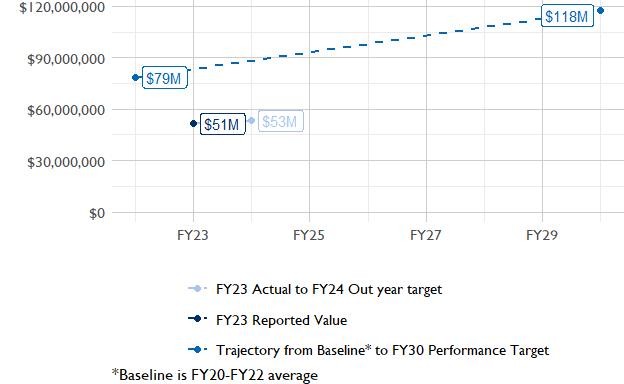 $120,000,000
$118M
$90,000,000
$79M
$60,000,000
$51M
$53M
$30,000,000
$0
FY23 FY25 FY27 FY29
FY23 Actual to FY24 Out year target
FY23 Reported Value
Trajectory from Baseline* to FY30 Performance Target
*Baseline is FY20-FY22 average